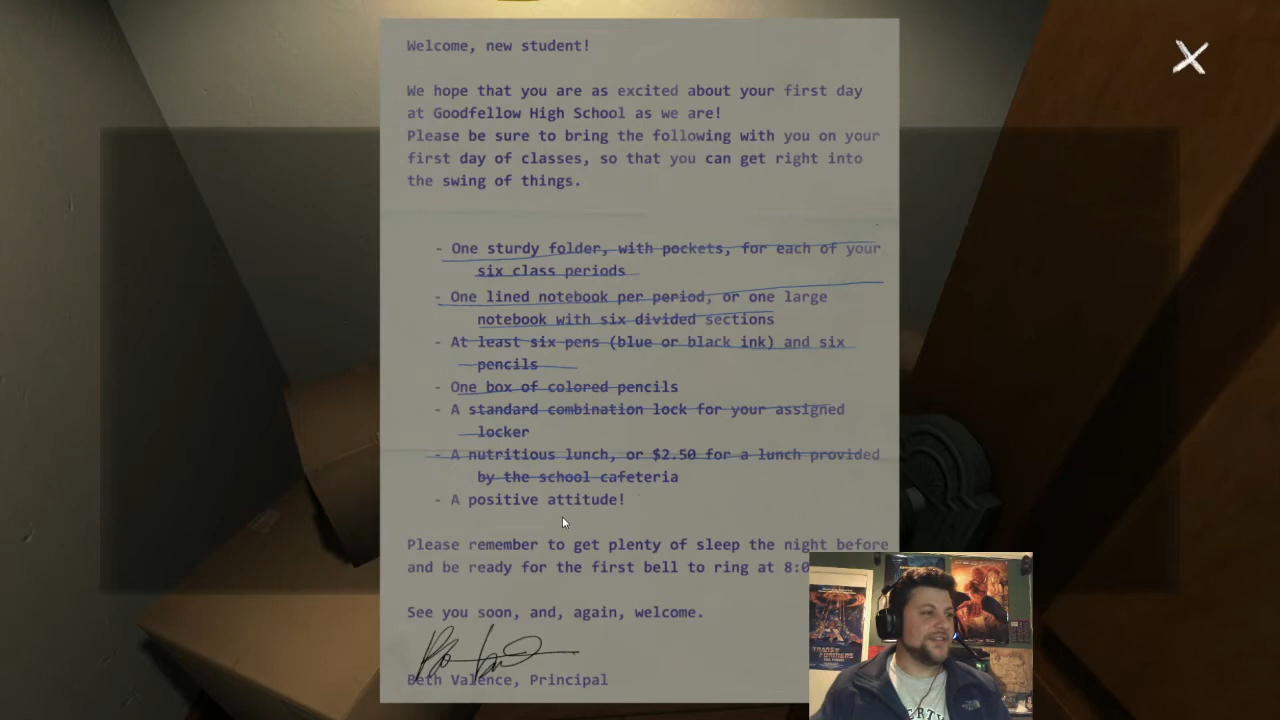 Welcome, new student!
We hope that you are as excited about your first day
at Goodfellow High School as we are!
Please be sure to bring the following with you on your
first day of classes, so that you can get right into
the swing of things.
- One sturdy folder, with pockets, for each of your
six class periods
- One lined notebook per period, or one large
notebook with six divided sections
- At least six pens (blue or black ink) and six
pencils
- One box of colored pencils
- A standard combination lock for your assigned
locker
- A nutritious lunch, or $2.50 for a lunch provided
by the school cafeteria
- A positive attitude!
Please remember to get plenty of sleep the night before
and be ready for the first bell to ring at
See you soon, and, again, welcome.
Beth Valence, Principal
TRANSFORMERS